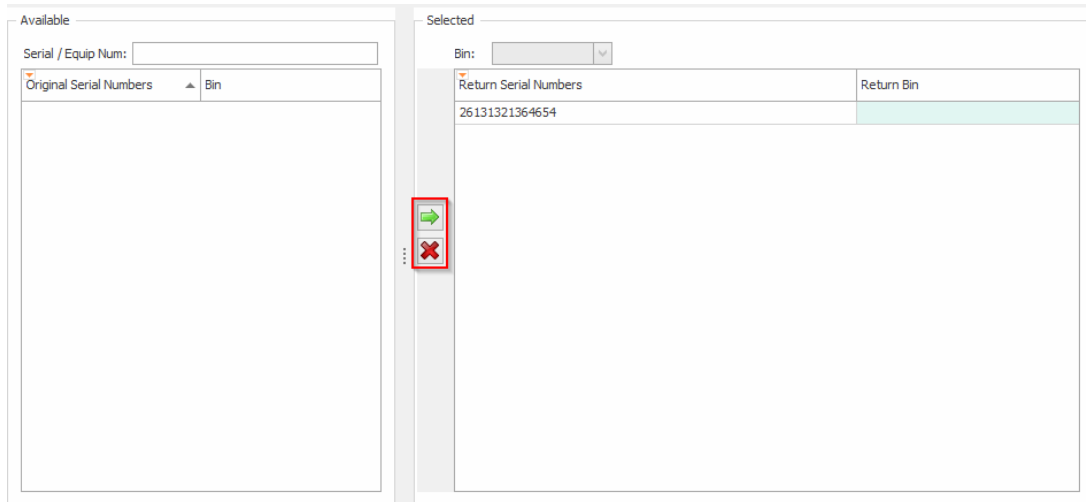 Available
Serial / Equip Num:
Original Serial Numbers Bin
Selected
Bin:
Return Serial Numbers Return Bin
26131321364654